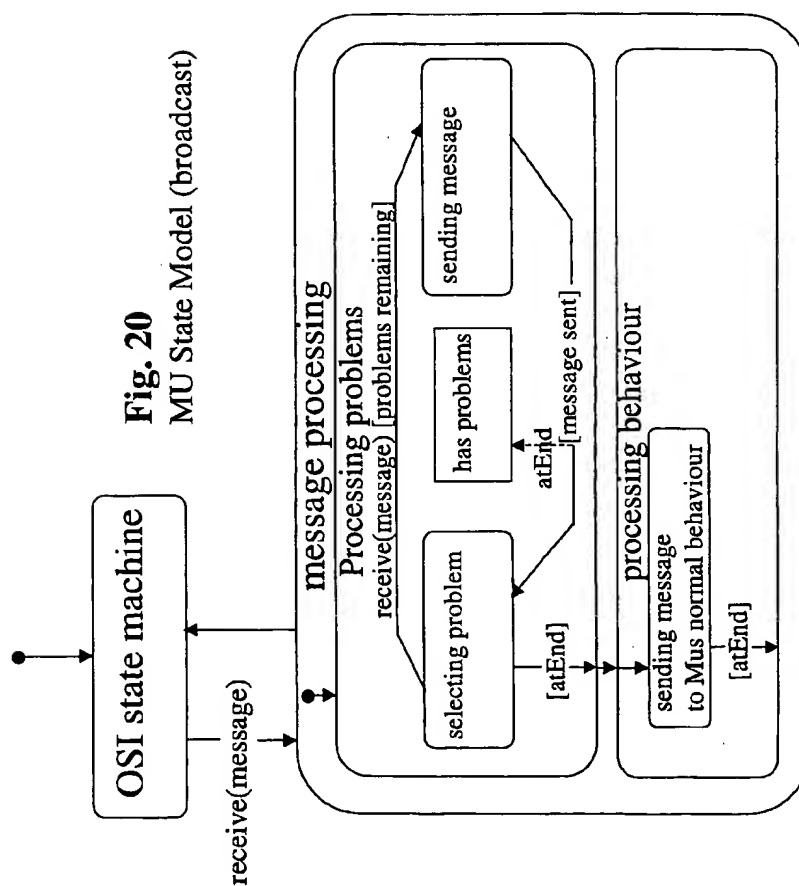 Fig. 20
MU State Model (broadcast)
OSI state machine
receive(message)
message processing
Processing problems
receive(message) [problems remaining]
selecting problem
has problems
sending message
atEnd
[message sent]
[atEnd]
processing behaviour
sending message
to Mus normal behaviour
[atEnd]